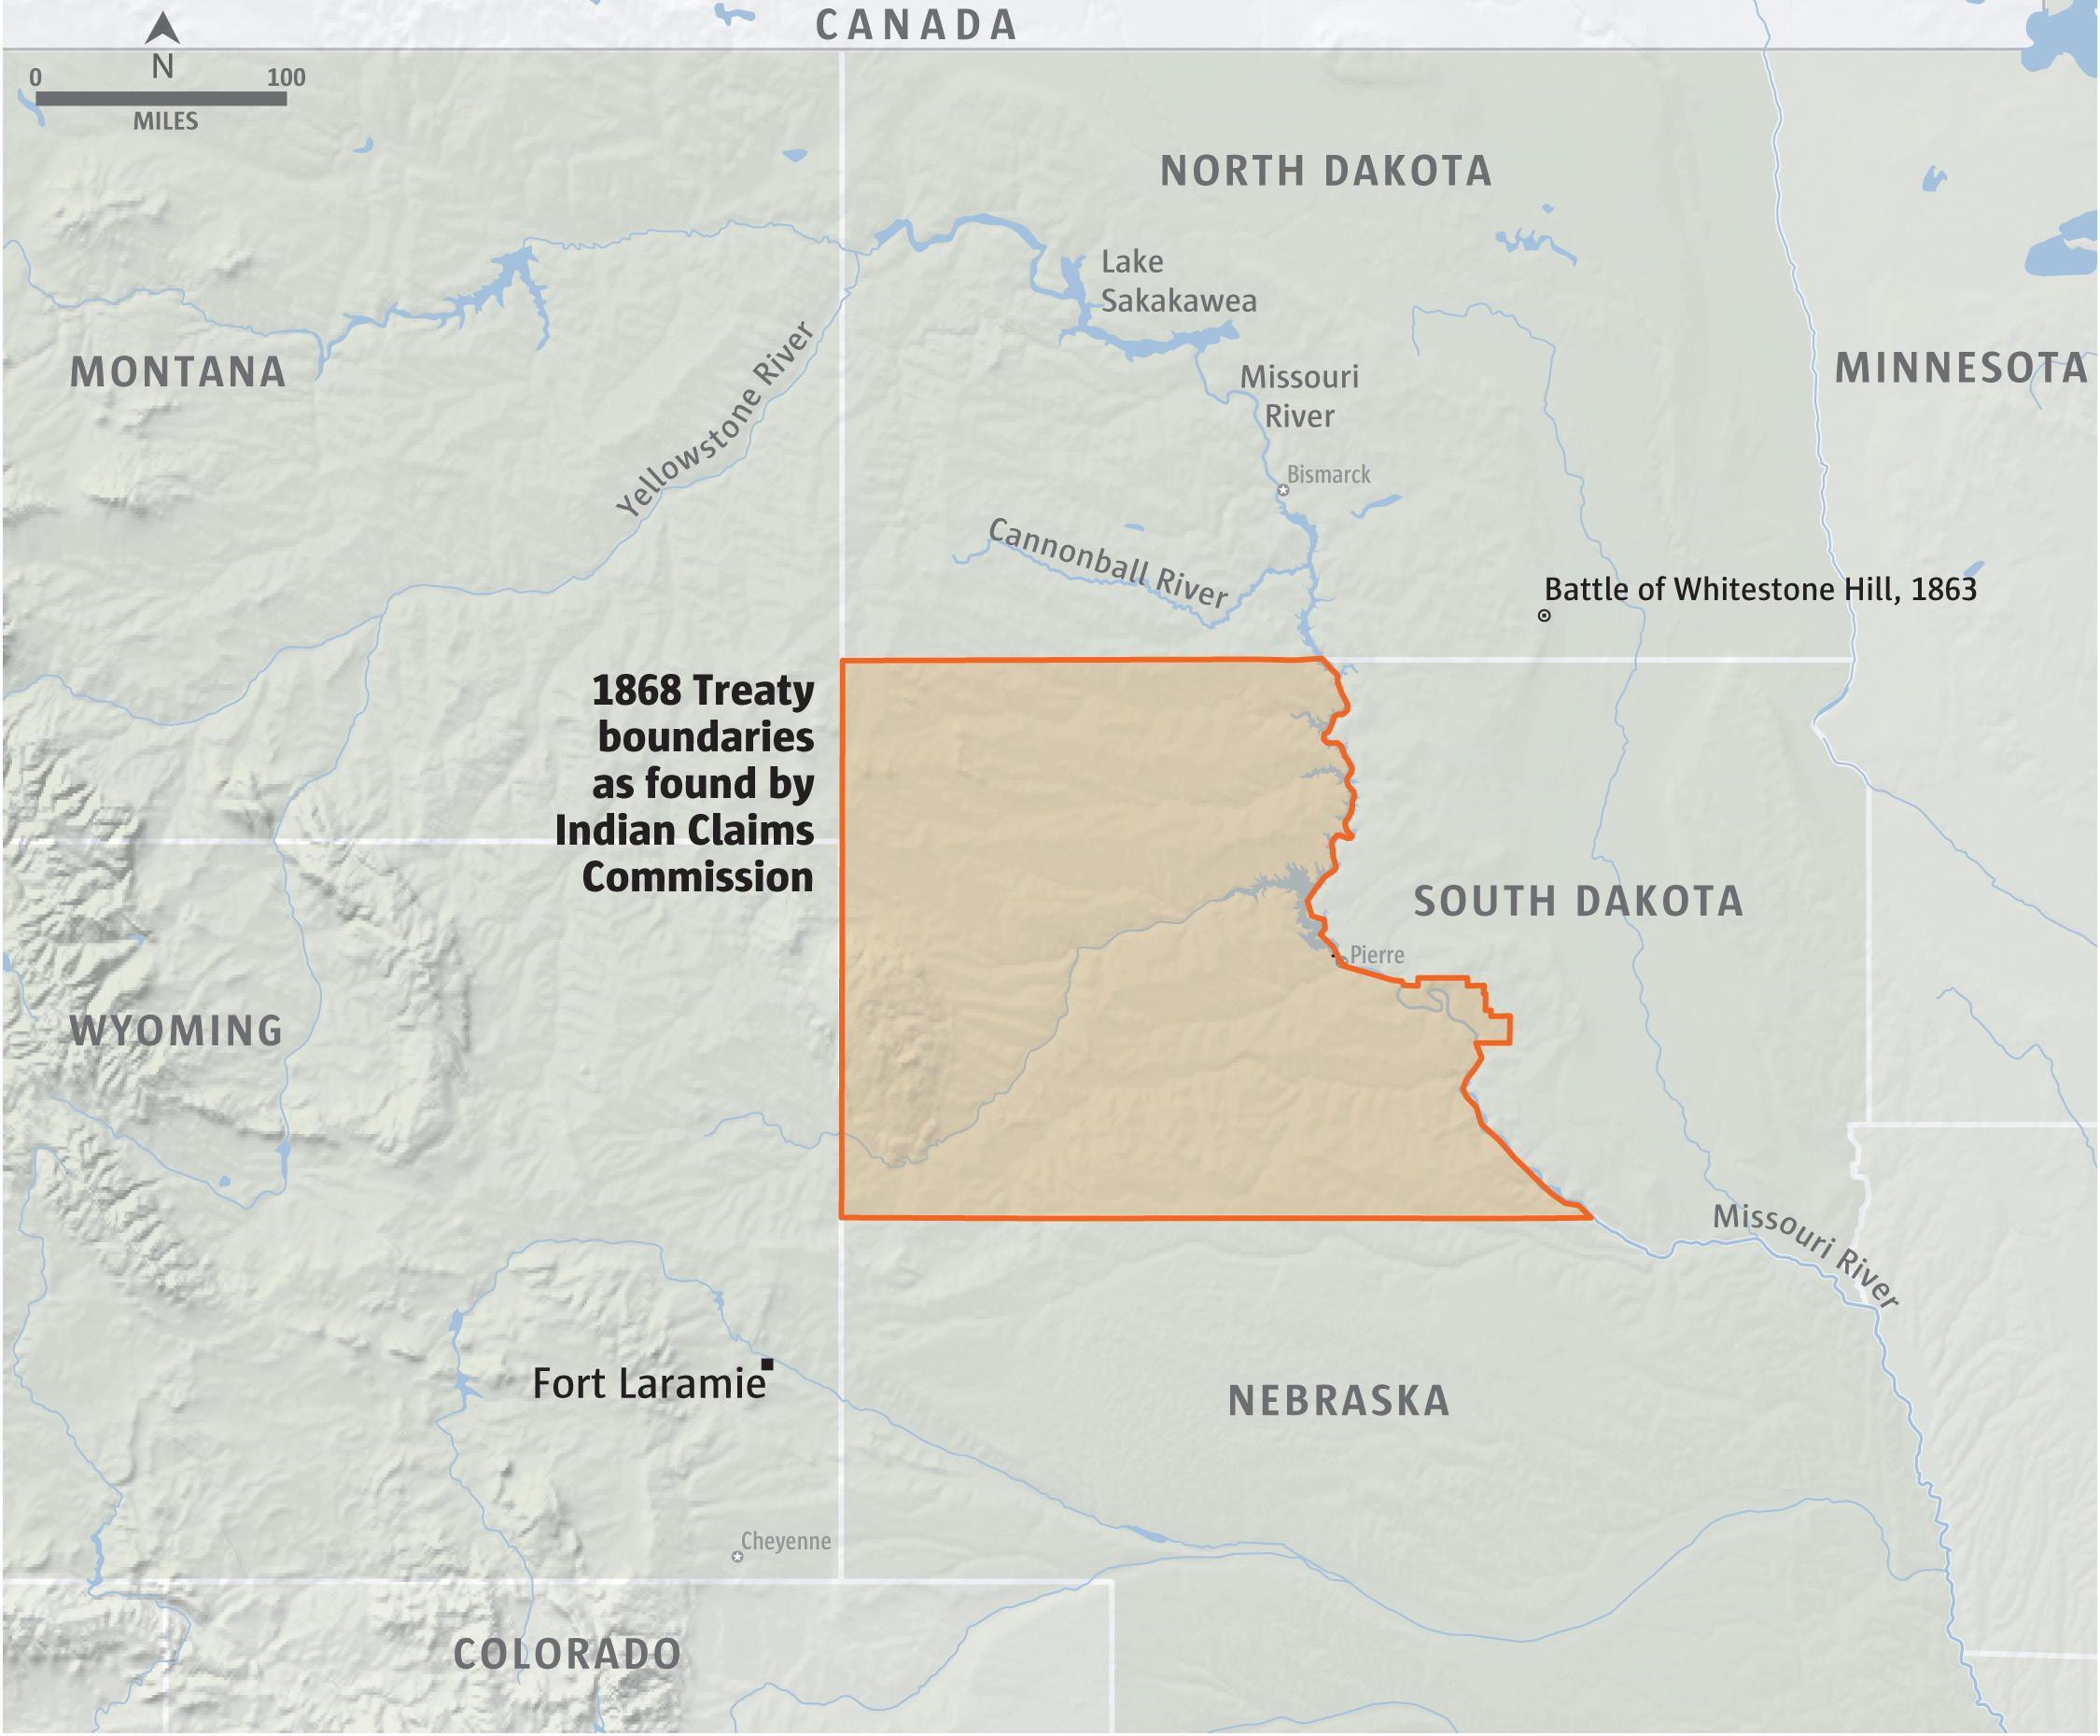 CANADA
N
0 100
MILES
NORTH DAKOTA
Lake
Sakakawea
MONTANA
MINNESOTA
Yellowstone River
Missouri
River
Bismarck
Cannonball River
Battle of Whitestone Hill, 1863
1868 Treaty
boundaries
as found by
Indian Claims
Commission
SOUTH DAKOTA
Pierre
WYOMING
Missouri River
Fort Laramie
NEBRASKA
Cheyenne
COLORADO